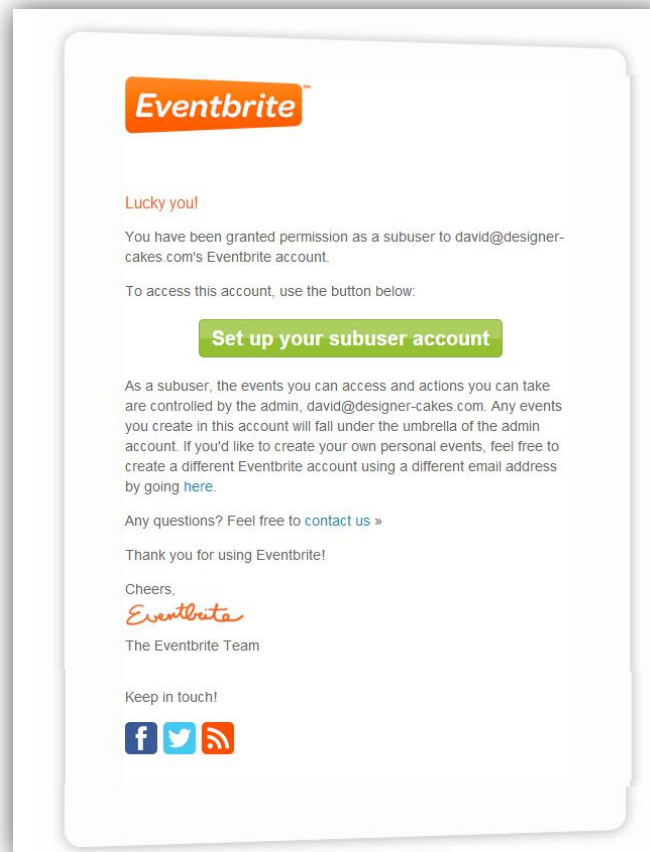 Eventbrite™
Lucky you!
You have been granted permission as a subuser to david@designer-
cakes.com's Eventbrite account.
To access this account, use the button below:
Set up your subuser account
As a subuser, the events you can access and actions you can take
are controlled by the admin, david@designer-cakes.com. Any events
you create in this account will fall under the umbrella of the admin
account. If you'd like to create your own personal events, feel free to
create a different Eventbrite account using a different email address
by going here.
Any questions? Feel free to contact us »
Thank you for using Eventbrite!
Cheers,
Eventbrite
The Eventbrite Team
Keep in touch!
f